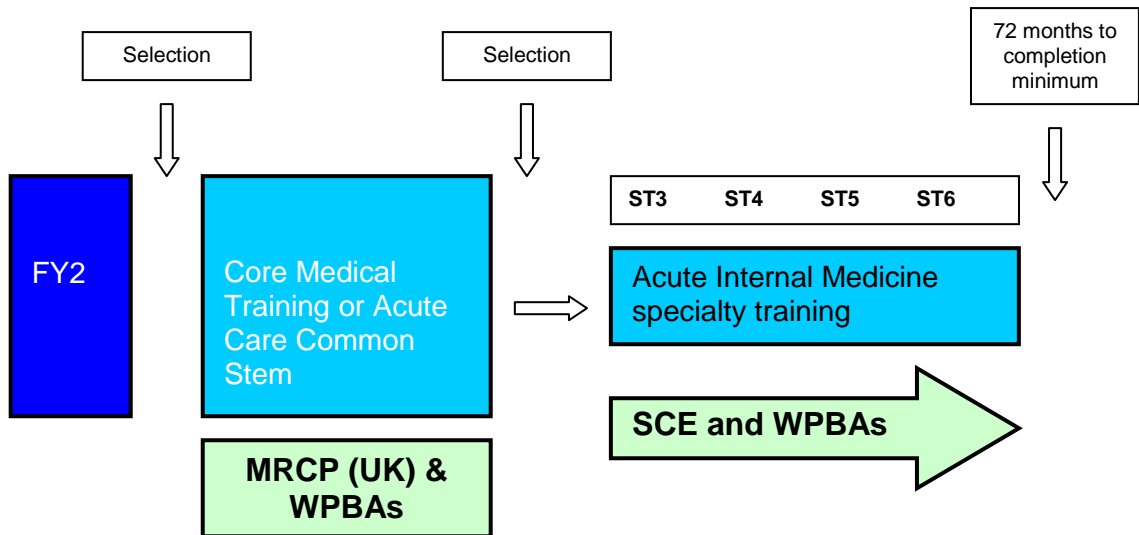 Selection
Selection
72 months to
completion
minimum
FY2
Core Medical
Training or Acute
Care Common
Stem
ST3 ST4 ST5 ST6
Acute Internal Medicine
specialty training
MRCP (UK) &
WPBAs
SCE and WPBAs